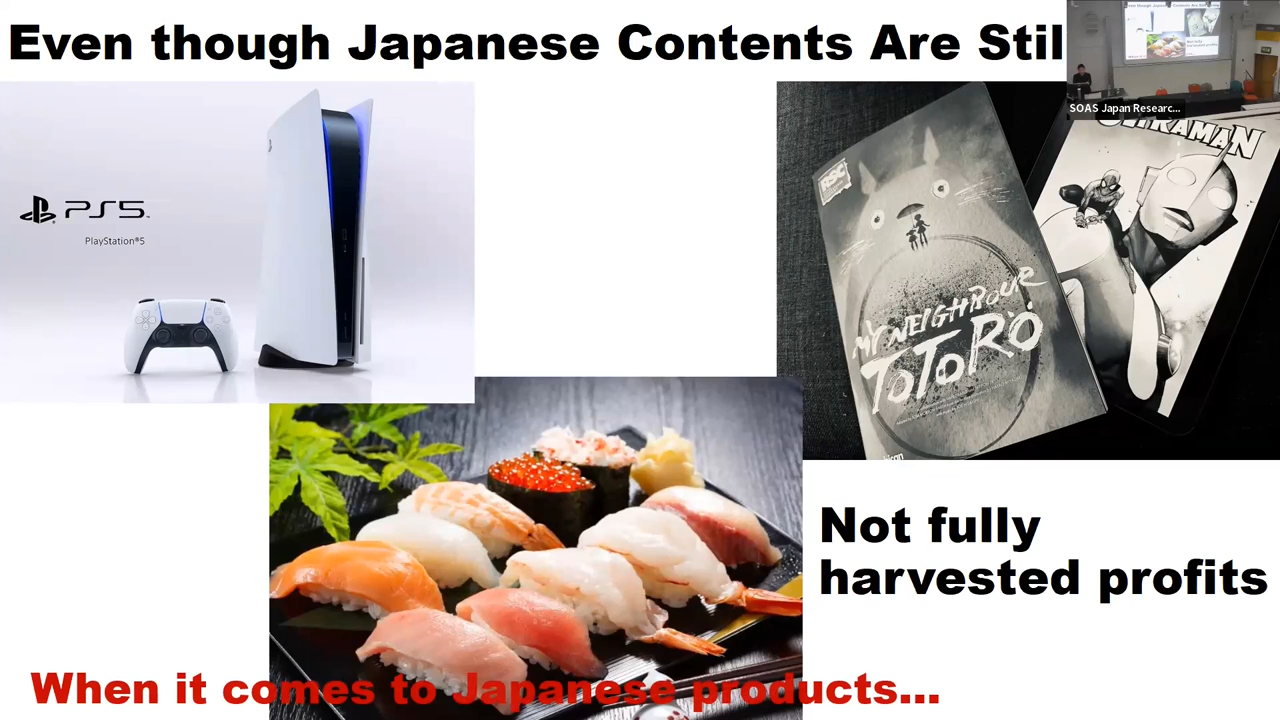 Even though Japanese Contents Are Stil
SOAS Japan Researc...
PS5
PlayStation®5
RSC
ULTRAMAN
MY NEIGHBOUR
TOTORO
Not fully
harvested profits
When it comes to Japanese products...